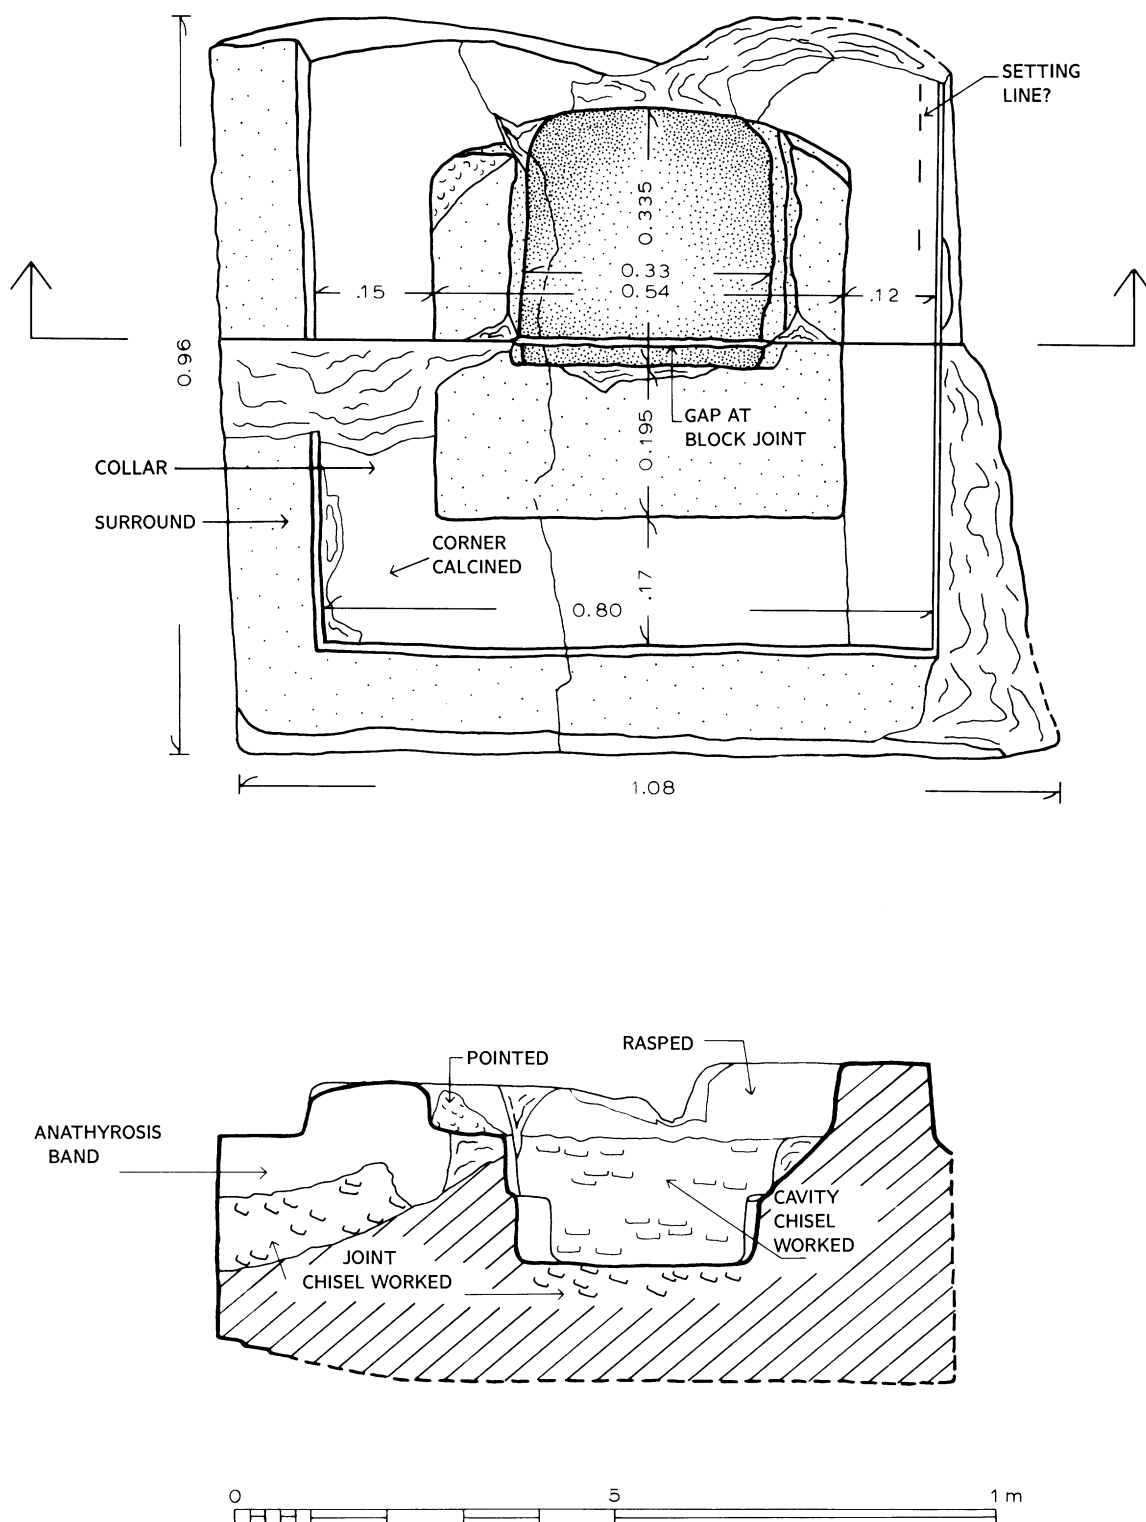 SETTING
LINE?
0.335
0.33
0.54
.15
.12
0.96
GAP AT
BLOCK JOINT
0.195
COLLAR
SURROUND
CORNER
CALCINED
.17
0.80
1.08
RASPED
POINTED
ANATHYROSIS
BAND
CAVITY
CHISEL
WORKED
JOINT
CHISEL WORKED
0 5 1 m